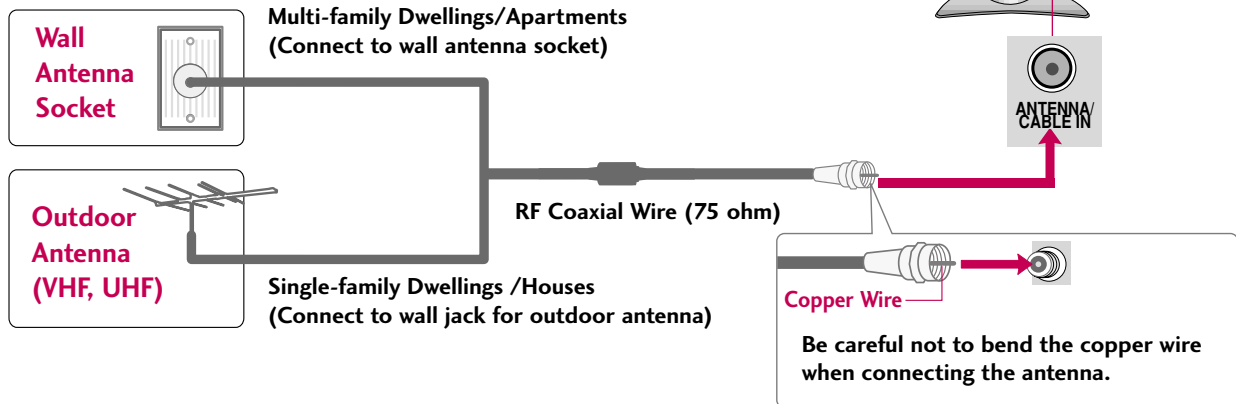 Multi-family Dwellings/Apartments
(Connect to wall antenna socket)
Wall
Antenna
Socket
ANTENNA/
CABLE IN
RF Coaxial Wire (75 ohm)
Outdoor
Antenna
(VHF, UHF)
Single-family Dwellings /Houses
(Connect to wall jack for outdoor antenna)
Copper Wire
Be careful not to bend the copper wire
when connecting the antenna.